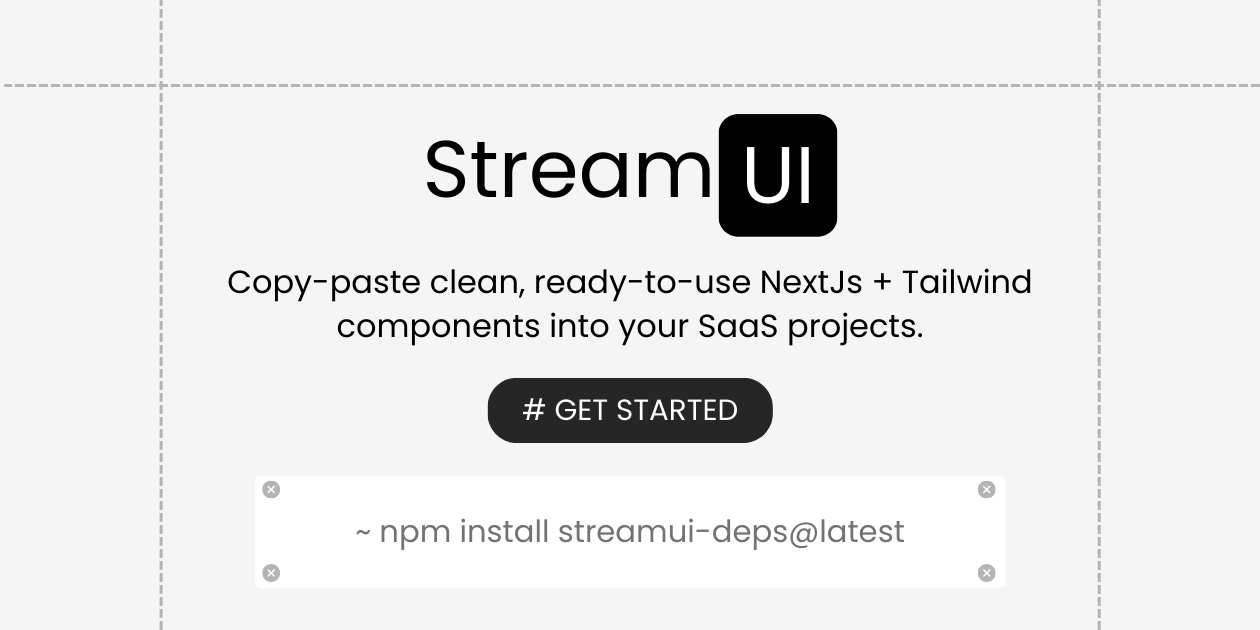 Stream UI
Copy-paste clean, ready-to-use NextJs + Tailwind
components into your SaaS projects.
# GET STARTED
~ npm install streamui-deps@latest